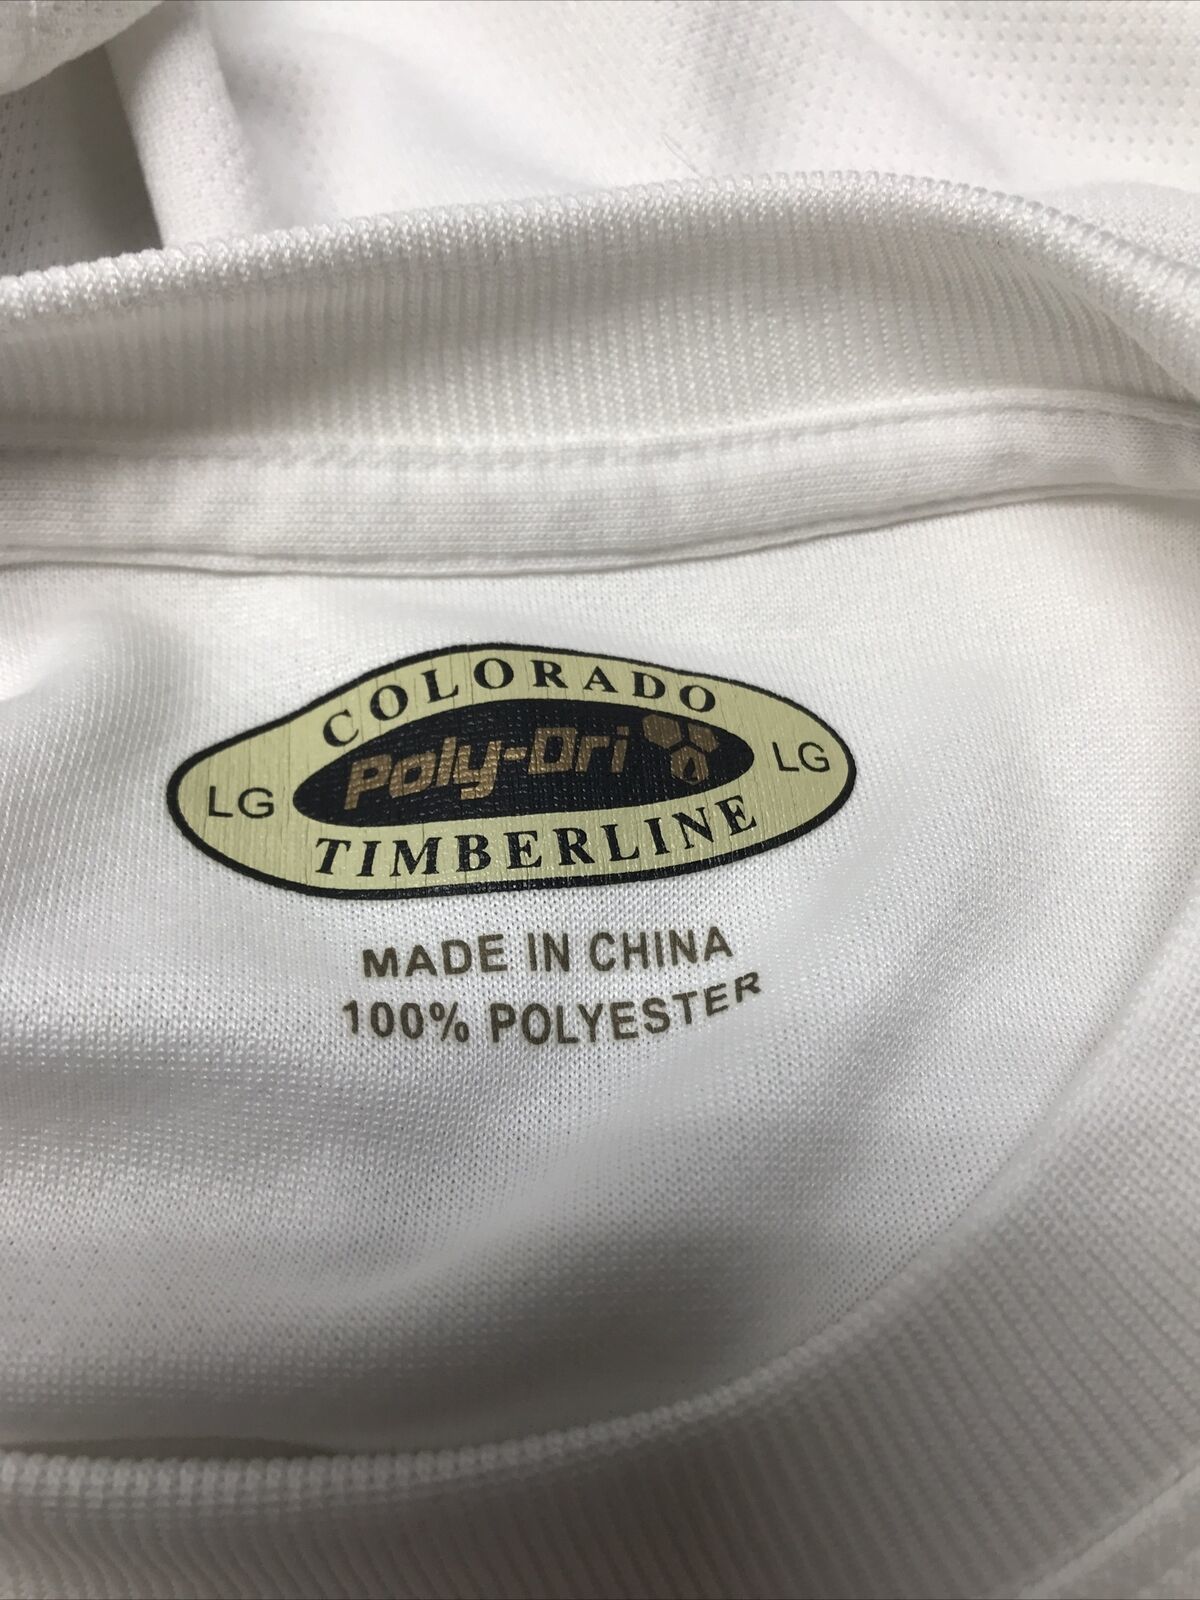 COLORADO
LG Poly-Dri LG
TIMBERLINE
MADE IN CHINA
100% POLYESTER